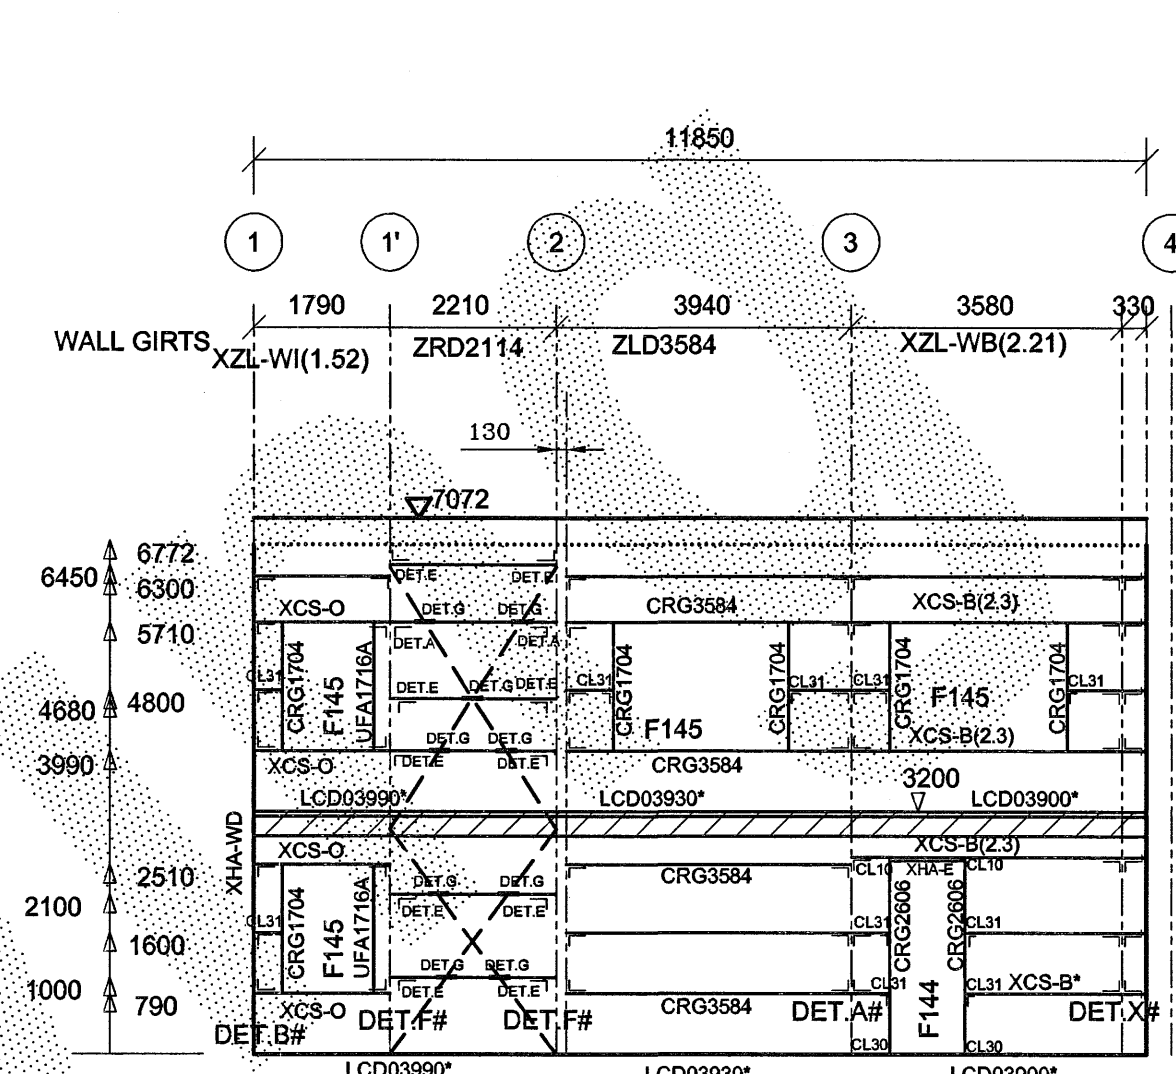 11850
1 1' 2 3 4
1790 2210 3940 3580 330
WALL GIRTS XZL-WI(1.52) ZRD2114 ZLD3584 XZL-WB(2.21)
130
7072
6772
6450
6300
XCS-O DET.E DET.E DET.G DET.G CRG3584 XCS-B(2.3)
5710
DET.A DET.A
CL31 CRG1704 F145 UFA1716A DET.E DET.G DET.E CL31 CRG1704 F145 CRG1704 CL31 CL31 CRG1704 F145 CRG1704 CL31
4800
4680
DET.G DET.G XCS-B(2.3)
3990
XCS-O DET.E DET.E CRG3584
3200
LCD03990* LCD03930* LCD03900*
XHA-WD
XCS-O XCS-B(2.3)
2510
CRG3584 CL10 XHA-E CL10
DET.G DET.G
2100
DET.E DET.E
CL31 CRG1704 F145 UFA1716A CL31 CRG2606 CRG2606 CL31
1600
DET.G DET.G
1000
DET.E DET.E CL31 CL31 XCS-B*
790
XCS-O CRG3584
DET.B# DET.F# DET.F# DET.A# F144 DET.X#
CL30 CL30
LCD03990* LCD03930* LCD03900*